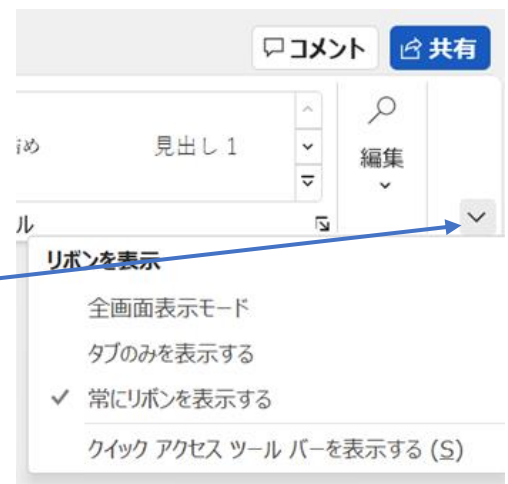 コメント
共有
見出し 1
編集
リボンを表示
全画面表示モード
タブのみを表示する
常にリボンを表示する
クイック アクセス ツール バーを表示する (S)